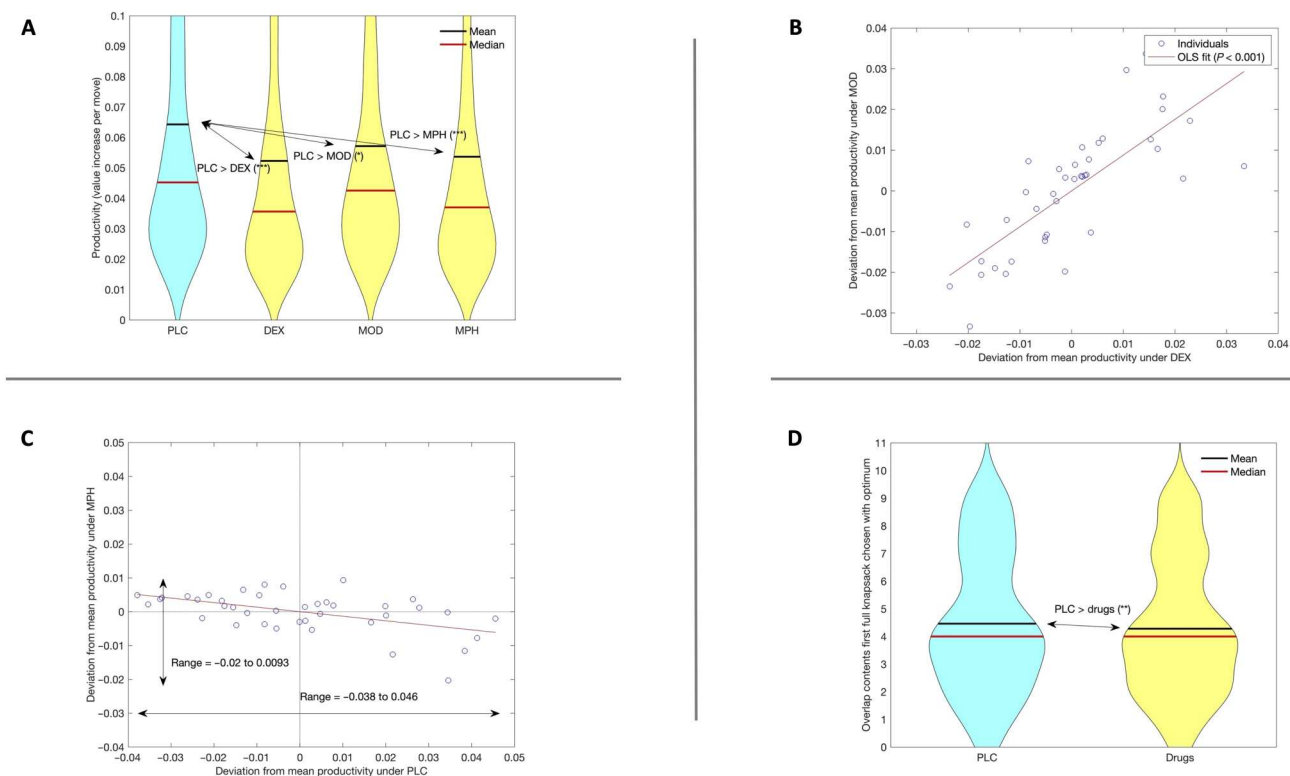 A
Productivity (value increase per move)
0.1
0.09
0.08
0.07
0.06
0.05
0.04
0.03
0.02
0.01
0
Mean
Median
PLC > MPH (***)
PLC > MOD (*)
PLC > DEX (***)
PLC DEX MOD MPH
B
Deviation from mean productivity under MOD
0.04
0.03
0.02
0.01
0
−0.01
−0.02
−0.03
Individuals
OLS fit (P < 0.001)
−0.03 −0.02 −0.01 0 0.01 0.02 0.03 0.04
Deviation from mean productivity under DEX
C
Deviation from mean productivity under MPH
0.05
0.04
0.03
0.02
0.01
0
−0.01
−0.02
−0.03
−0.04
Range = −0.02 to 0.0093
Range = −0.038 to 0.046
−0.04 −0.03 −0.02 −0.01 0 0.01 0.02 0.03 0.04 0.05
Deviation from mean productivity under PLC
D
Overlap contents first full knapsack chosen with optimum
11
10
9
8
7
6
5
4
3
2
1
0
Mean
Median
PLC > drugs (**)
PLC Drugs